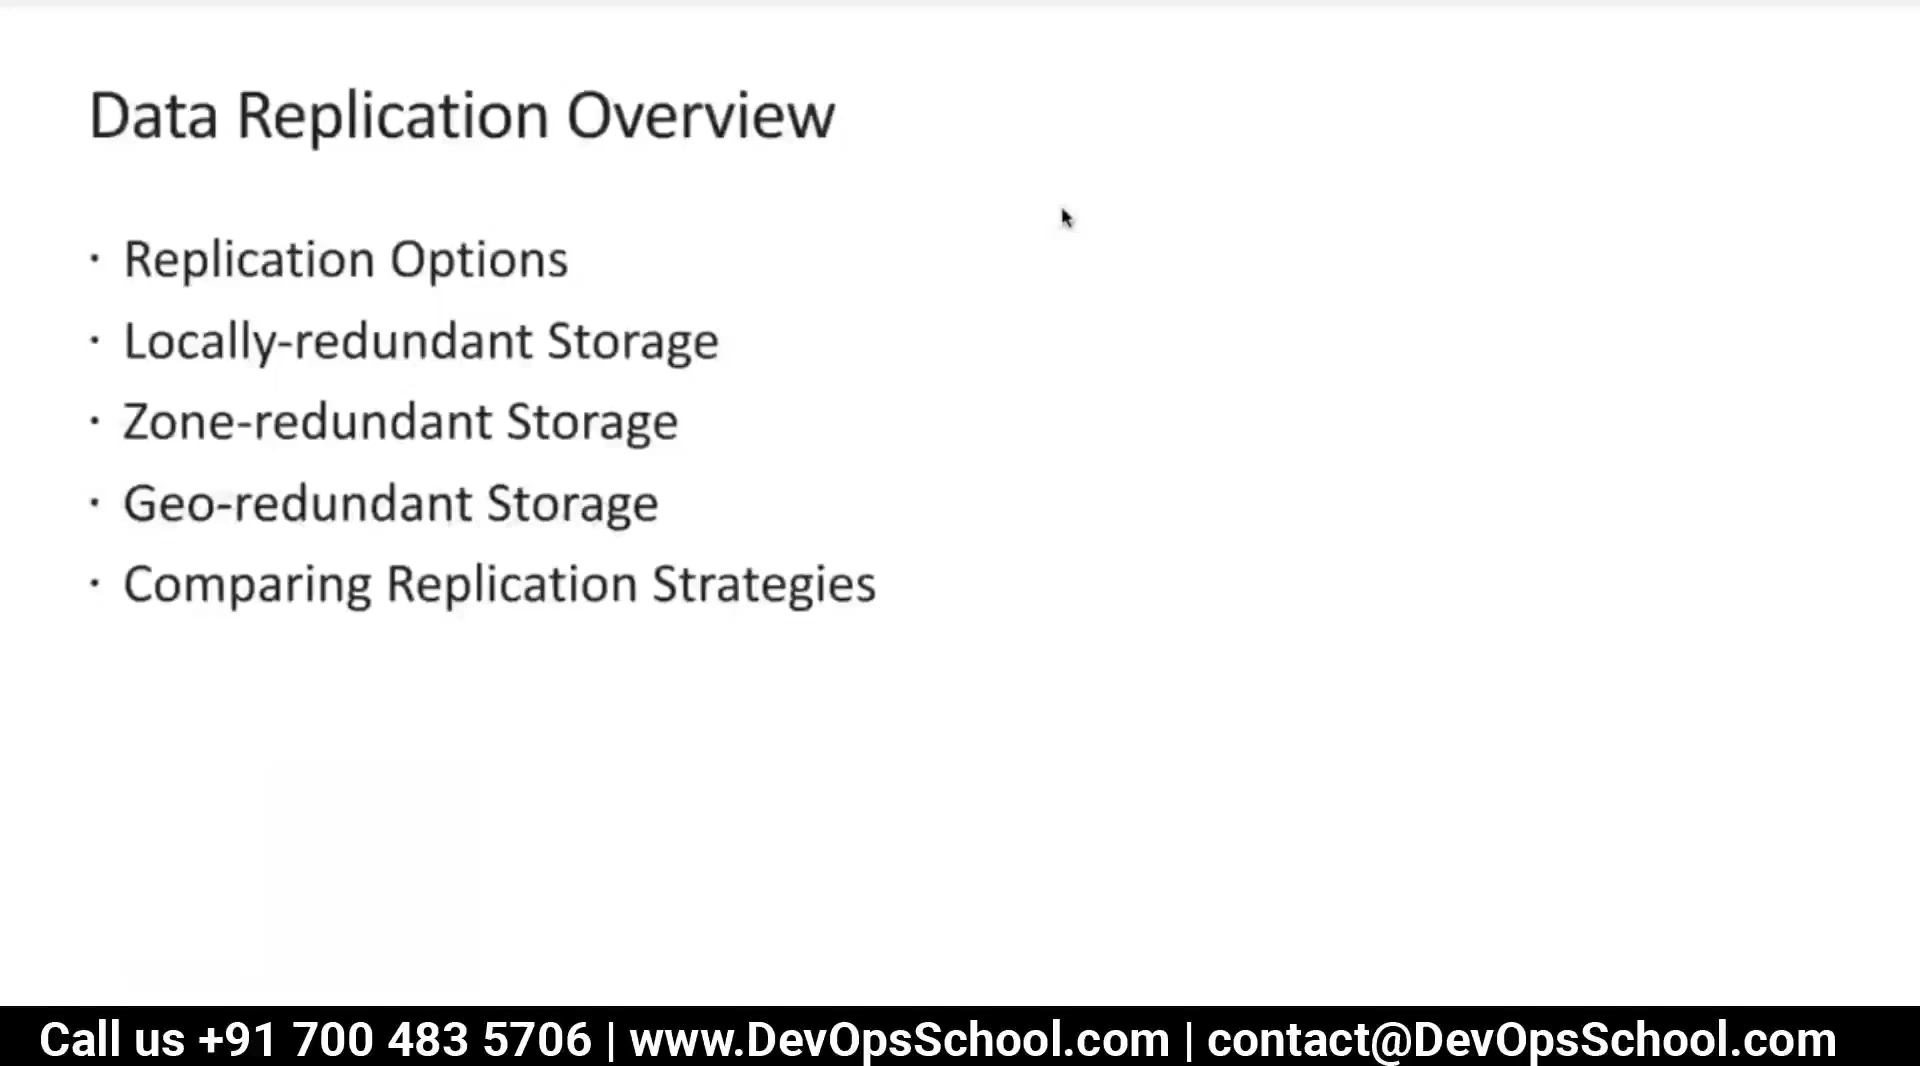 Data Replication Overview
· Replication Options
· Locally-redundant Storage
· Zone-redundant Storage
· Geo-redundant Storage
· Comparing Replication Strategies
Call us +91 700 483 5706 | www.DevOpsSchool.com | contact@DevOpsSchool.com